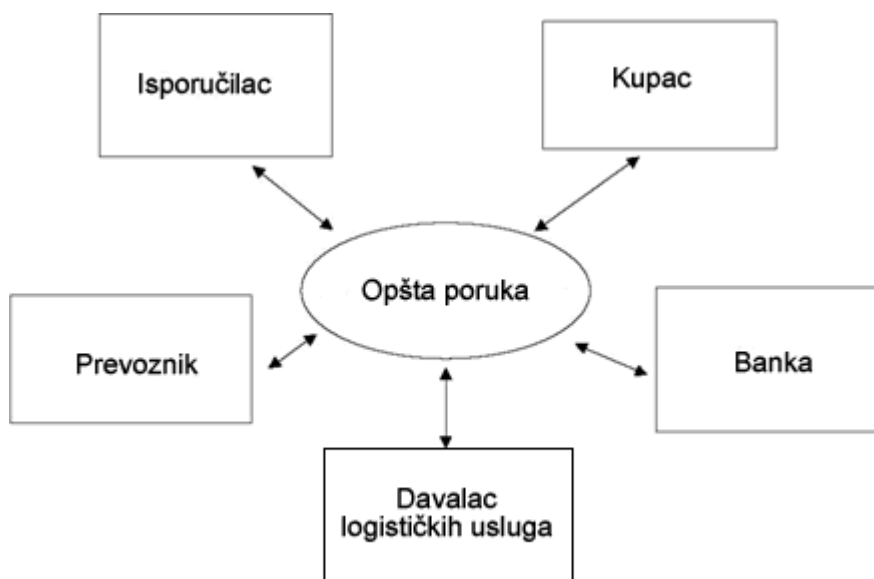 Isporučilac
Kupac
Opšta poruka
Prevoznik
Banka
Davalac
logističkih usluga